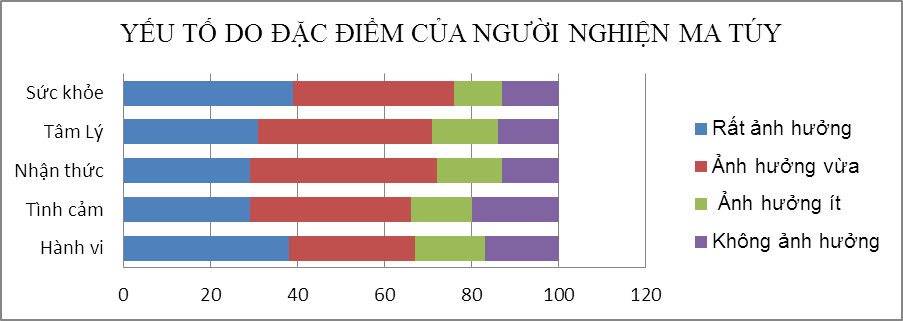 YẾU TỐ DO ĐẶC ĐIỂM CỦA NGƯỜI NGHIỆN MA TÚY
Sức khỏe
Tâm Lý
Nhận thức
Tình cảm
Hành vi
0 20 40 60 80 100 120
Rất ảnh hưởng
Ảnh hưởng vừa
Ảnh hưởng ít
Không ảnh hưởng